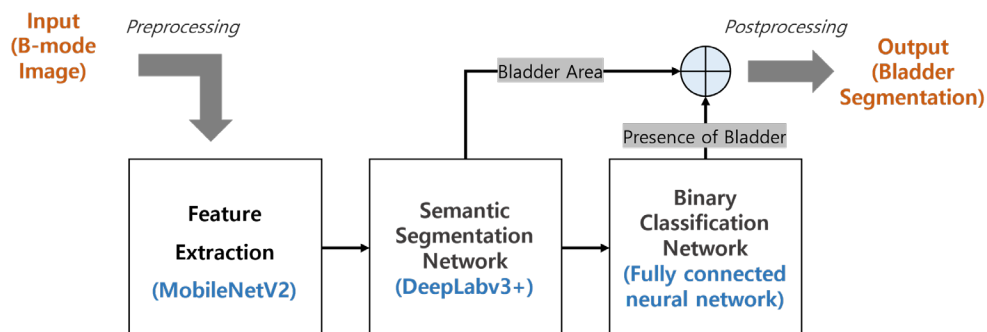 Input
(B-mode
Image)
Preprocessing
Postprocessing
Output
(Bladder
Segmentation)
Bladder Area
Presence of Bladder
Feature
Extraction
(MobileNetV2)
Semantic
Segmentation
Network
(DeepLabv3+)
Binary
Classification
Network
(Fully connected
neural network)